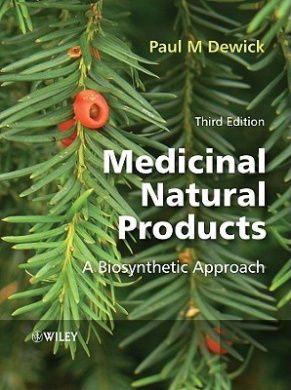 Paul M Dewick
Third Edition
Medicinal
Natural
Products
A Biosynthetic Approach
WILEY